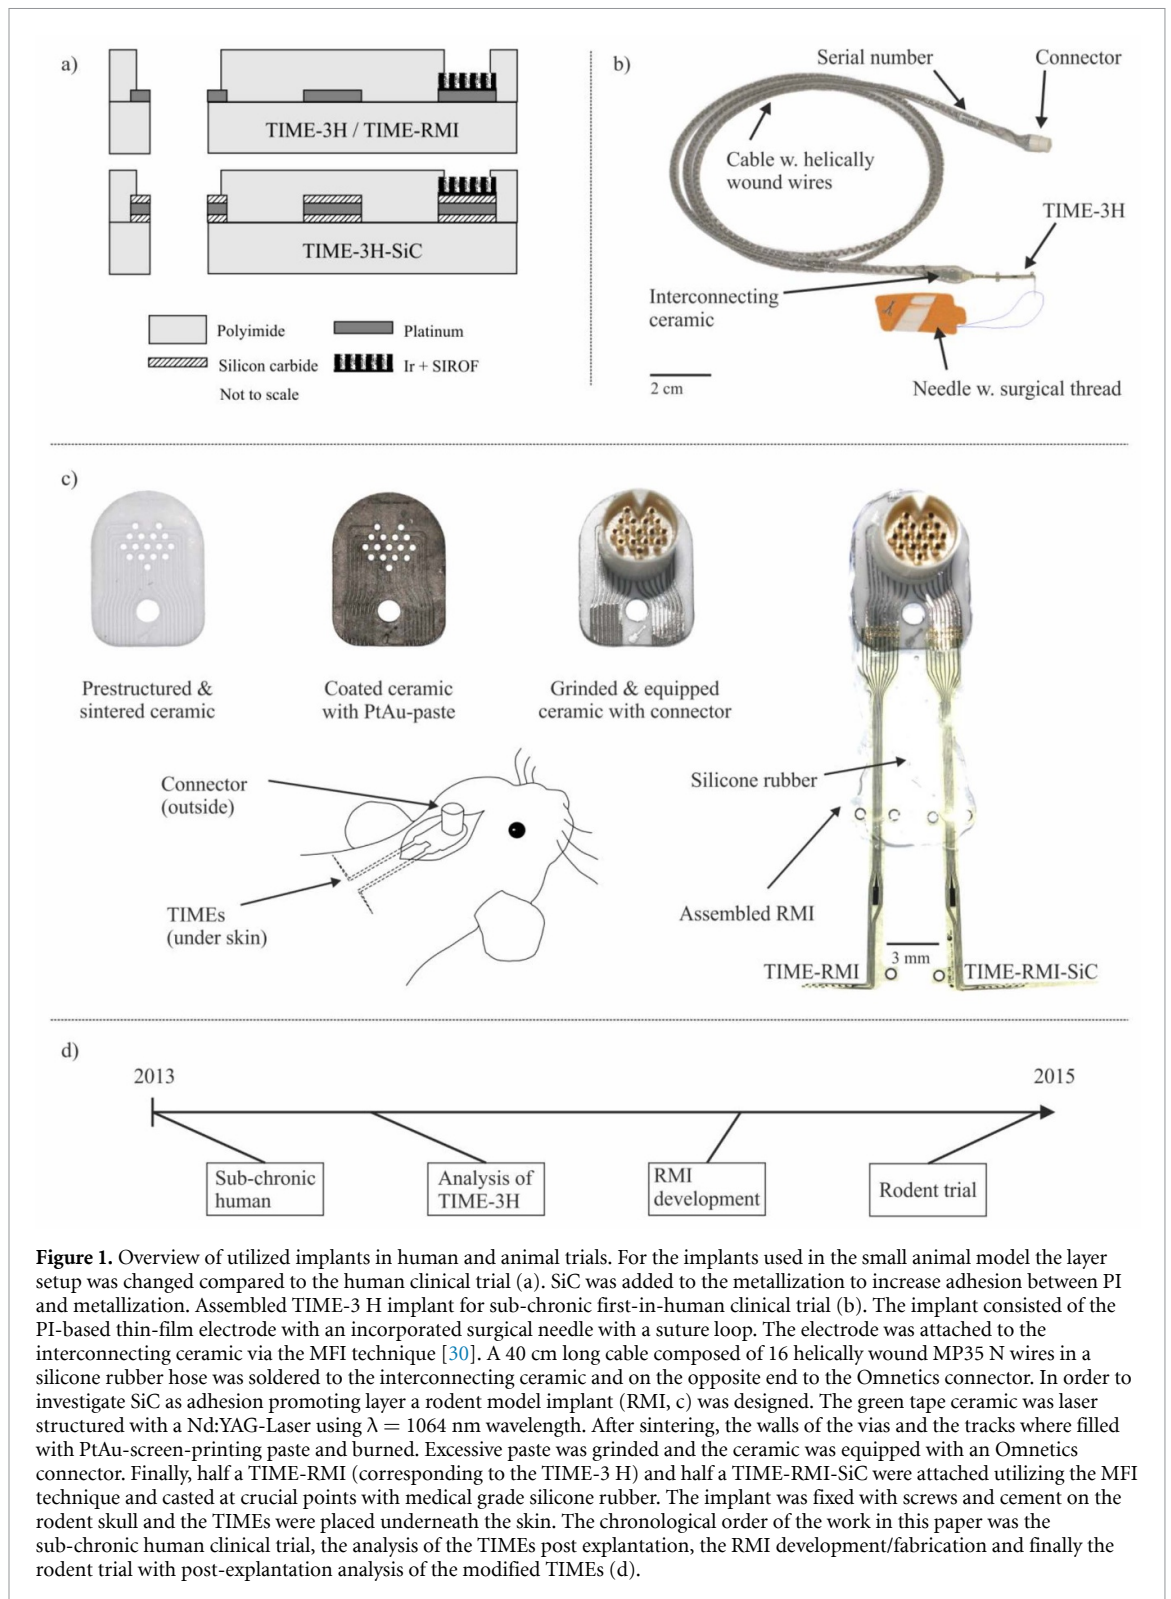 a)
TIME-3H / TIME-RMI
TIME-3H-SiC
Polyimide
Platinum
Silicon carbide
Ir + SIROF
Not to scale
b)
Serial number
Connector
Cable w. helically
wound wires
TIME-3H
Interconnecting
ceramic
2 cm
Needle w. surgical thread
c)
Prestructured &
sintered ceramic
Coated ceramic
with PtAu-paste
Grinded & equipped
ceramic with connector
Connector
(outside)
TIMEs
(under skin)
Silicone rubber
Assembled RMI
3 mm
TIME-RMI
TIME-RMI-SiC
d)
2013
2015
Sub-chronic
human
Analysis of
TIME-3H
RMI
development
Rodent trial
Figure 1. Overview of utilized implants in human and animal trials. For the implants used in the small animal model the layer
setup was changed compared to the human clinical trial (a). SiC was added to the metallization to increase adhesion between PI
and metallization. Assembled TIME-3 H implant for sub-chronic first-in-human clinical trial (b). The implant consisted of the
PI-based thin-film electrode with an incorporated surgical needle with a suture loop. The electrode was attached to the
interconnecting ceramic via the MFI technique [30]. A 40 cm long cable composed of 16 helically wound MP35 N wires in a
silicone rubber hose was soldered to the interconnecting ceramic and on the opposite end to the Omnetics connector. In order to
investigate SiC as adhesion promoting layer a rodent model implant (RMI, c) was designed. The green tape ceramic was laser
structured with a Nd:YAG-Laser using λ = 1064 nm wavelength. After sintering, the walls of the vias and the tracks where filled
with PtAu-screen-printing paste and burned. Excessive paste was grinded and the ceramic was equipped with an Omnetics
connector. Finally, half a TIME-RMI (corresponding to the TIME-3 H) and half a TIME-RMI-SiC were attached utilizing the MFI
technique and casted at crucial points with medical grade silicone rubber. The implant was fixed with screws and cement on the
rodent skull and the TIMEs were placed underneath the skin. The chronological order of the work in this paper was the
sub-chronic human clinical trial, the analysis of the TIMEs post explantation, the RMI development/fabrication and finally the
rodent trial with post-explantation analysis of the modified TIMEs (d).